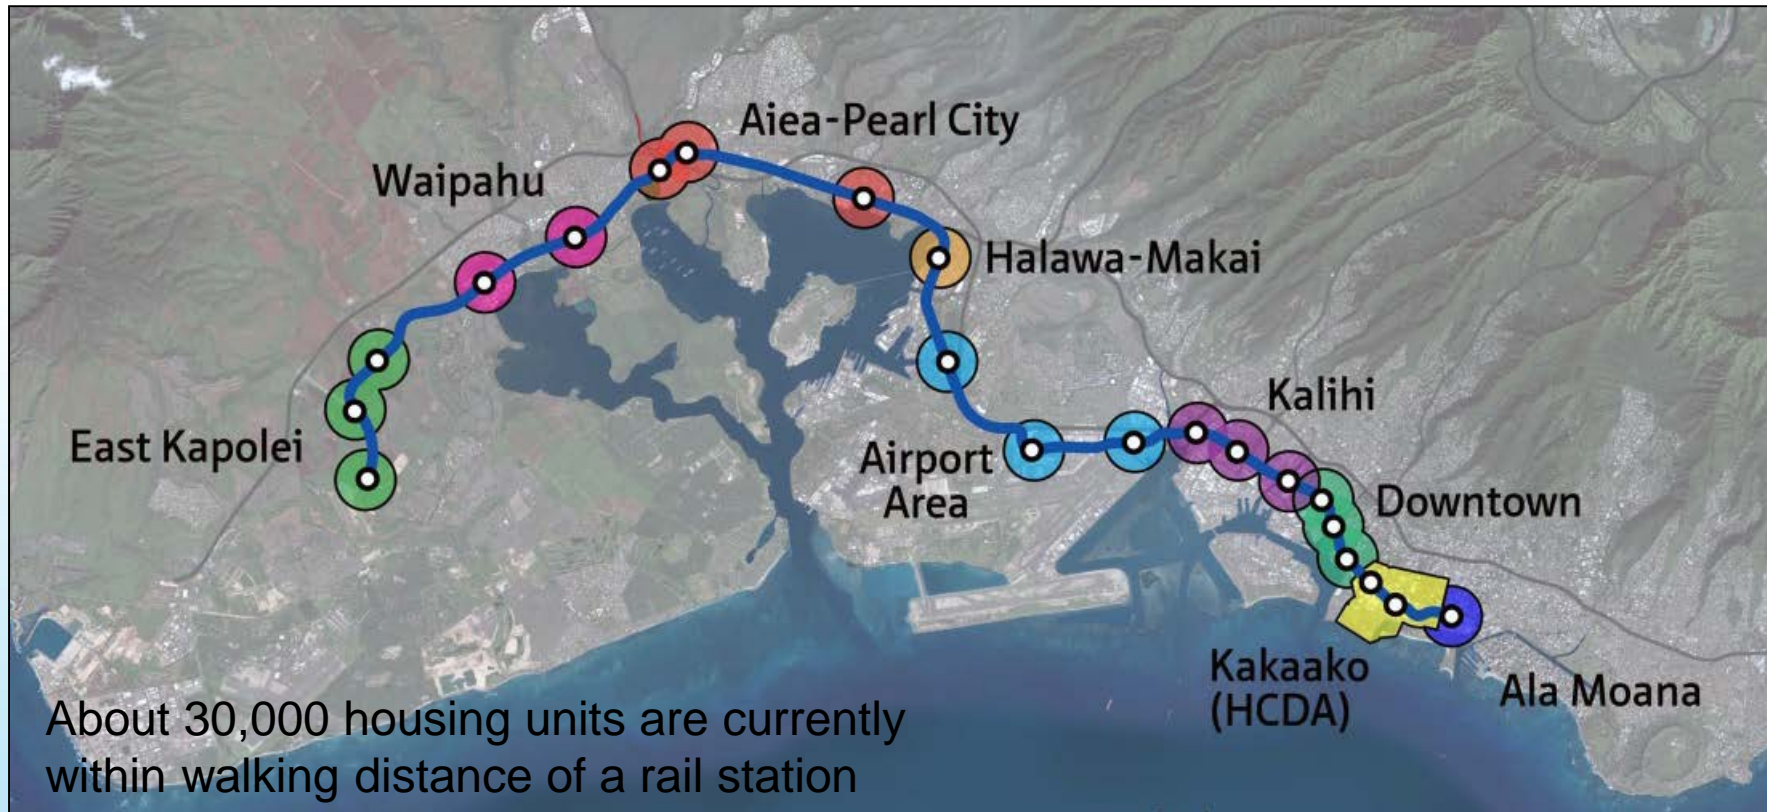 Aiea-Pearl City
Waipahu
Halawa-Makai
East Kapolei
Airport
Area
Kalihi
Downtown
Kakaako
(HCDA)
Ala Moana
About 30,000 housing units are currently
within walking distance of a rail station